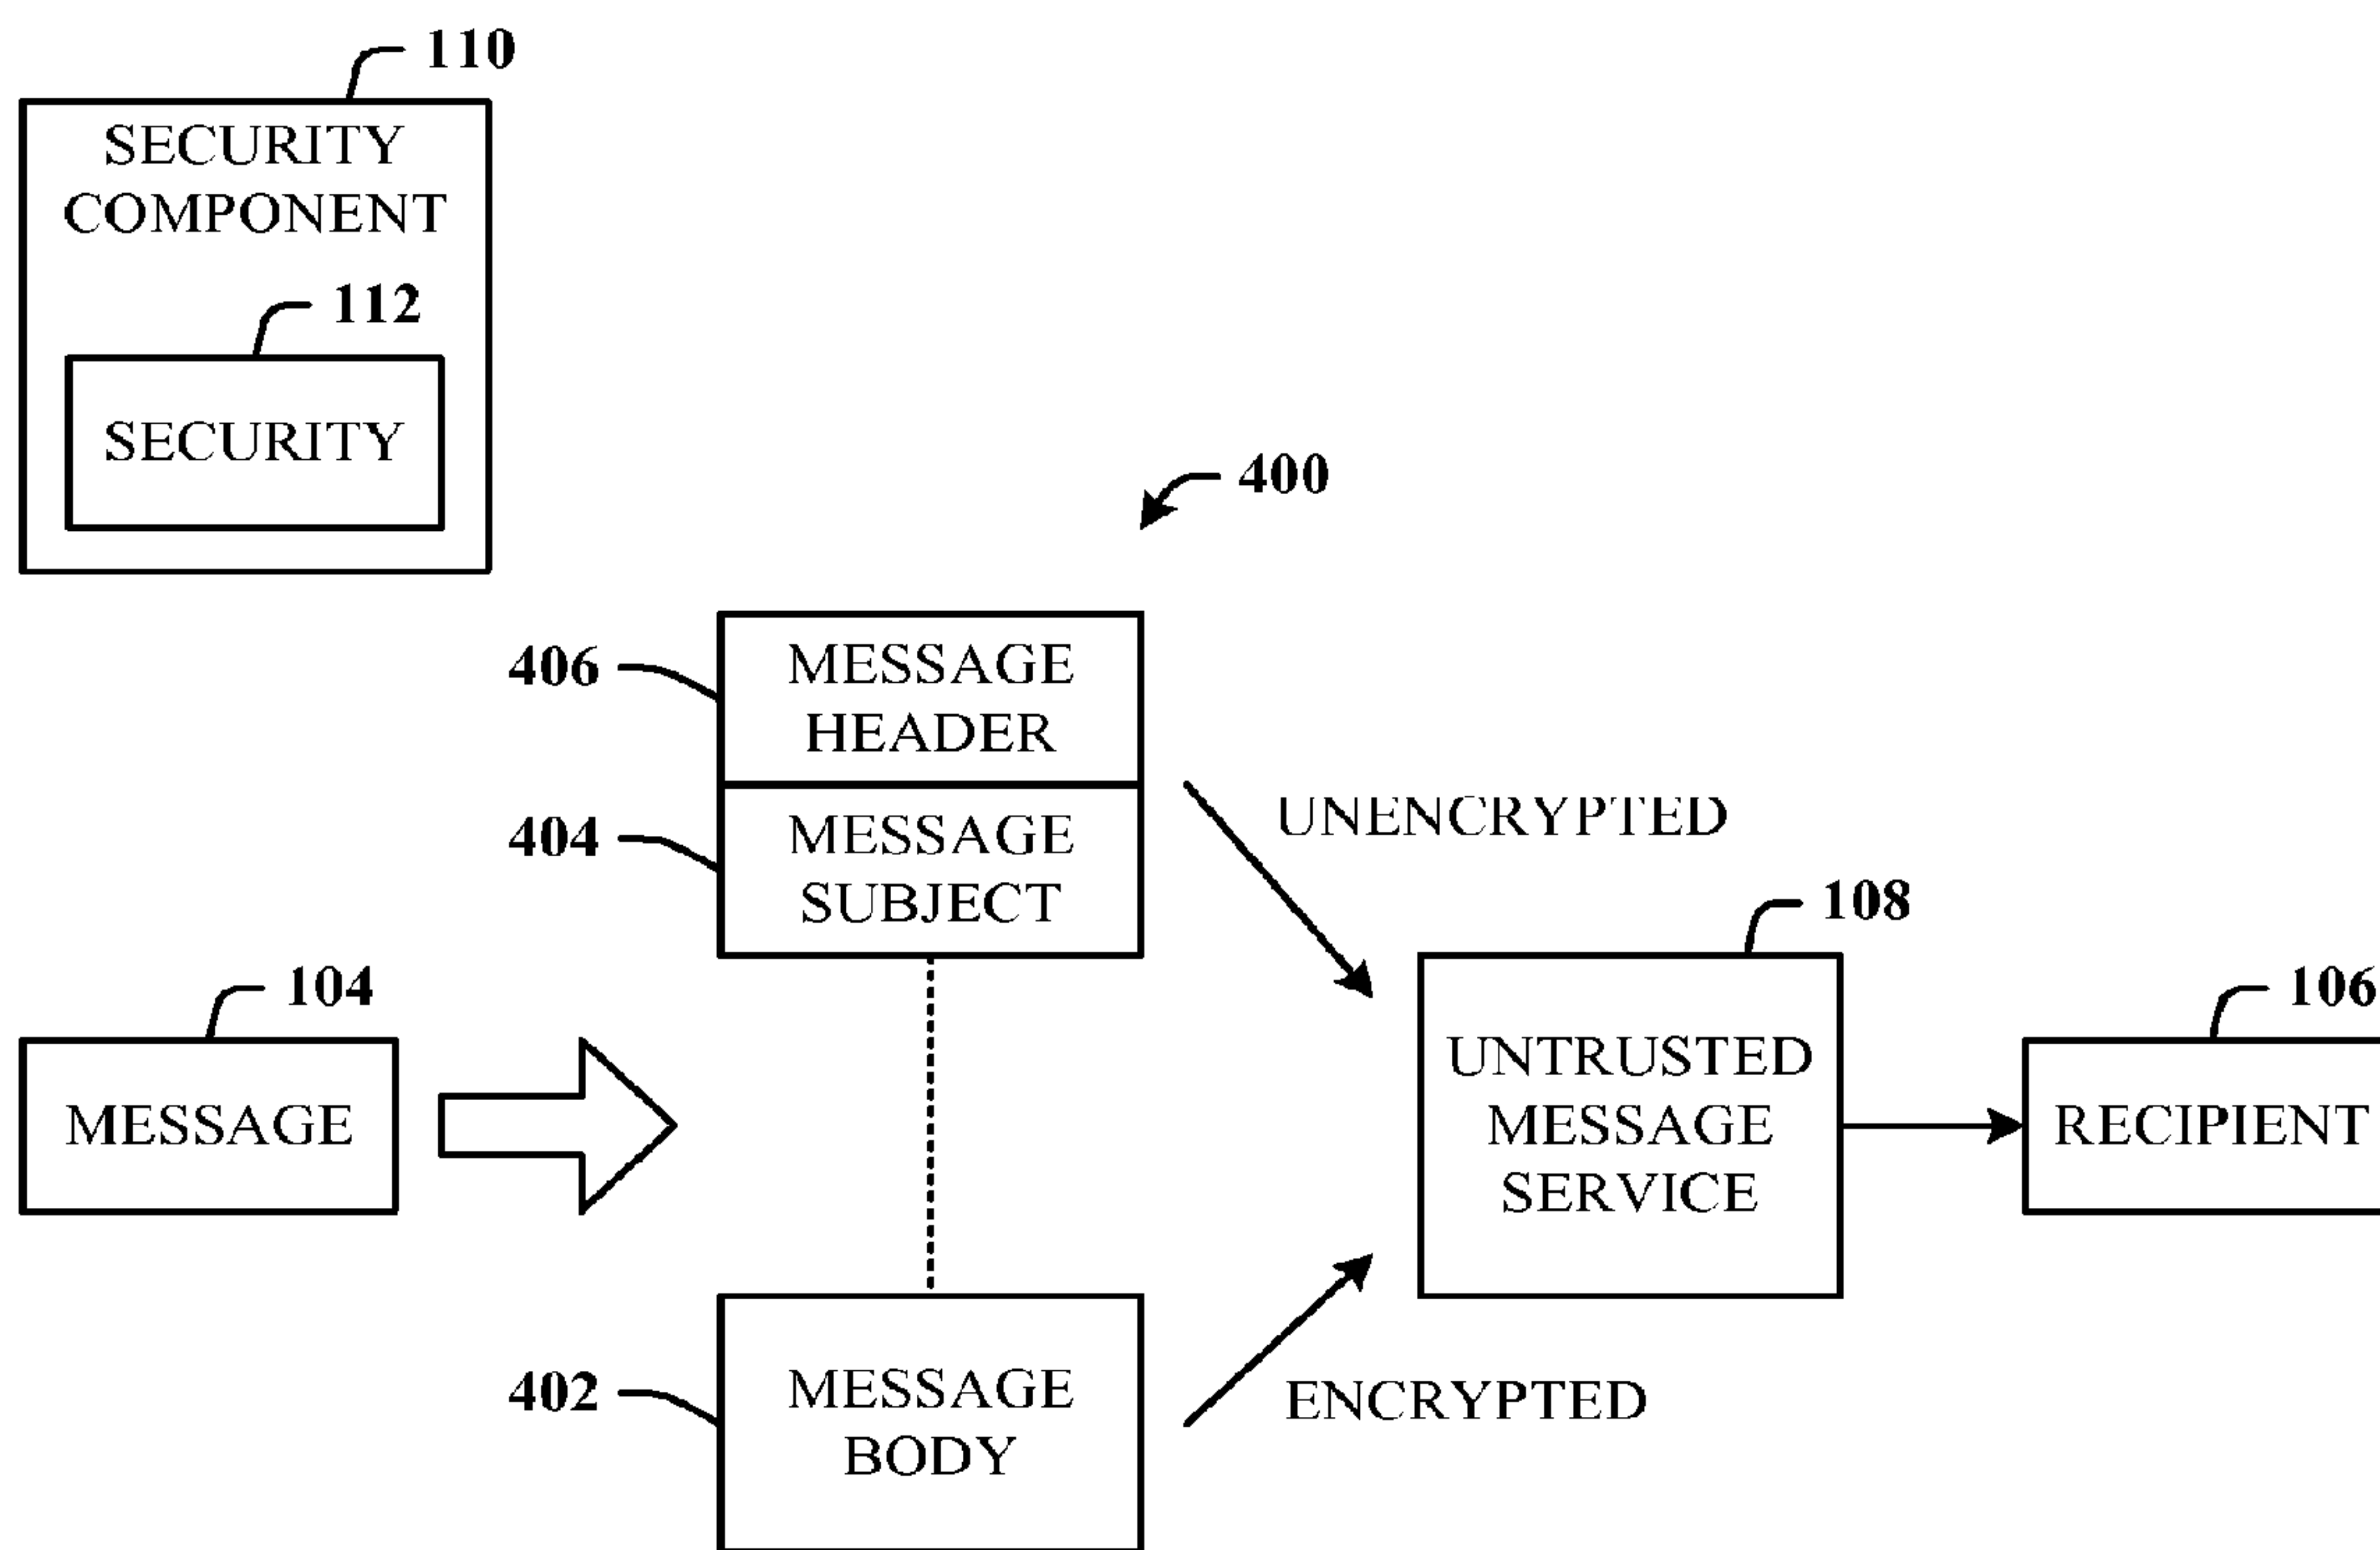 110
SECURITY
COMPONENT
112
SECURITY
400
406
MESSAGE
HEADER
404
MESSAGE
SUBJECT
UNENCRYPTED
108
UNTRUSTED
MESSAGE
SERVICE
104
MESSAGE
106
RECIPIENT
402
MESSAGE
BODY
ENCRYPTED